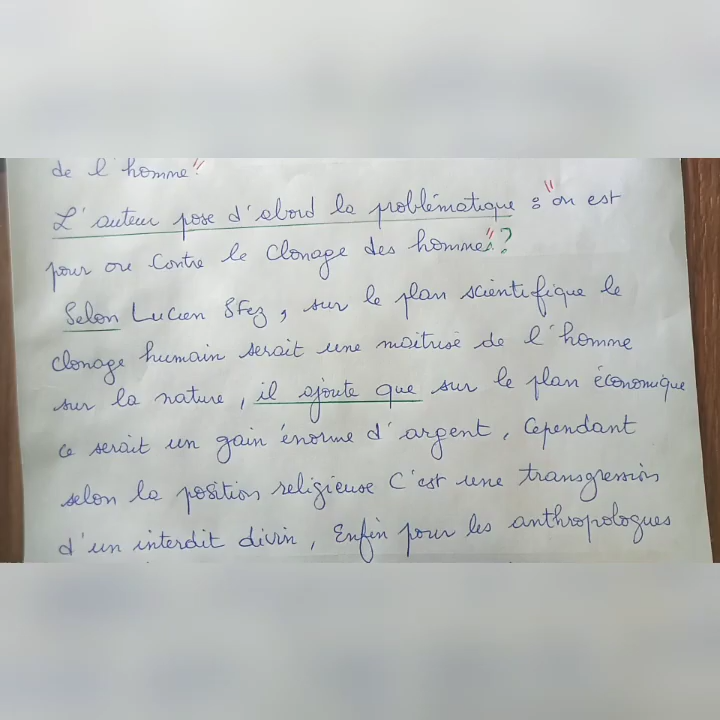 de l'homme"
L'auteur pose d'abord la problématique : "on est
pour ou contre le clonage des hommes"?
Selon Lucien SFez, sur le plan scientifique le
clonage humain serait une maitrise de l'homme
sur la nature, il ajoute que sur le plan économique
ce serait un gain énorme d'argent, Cependant
selon la position religieuse C'est une transgression
d'un interdit divin, Enfin pour les anthropologues